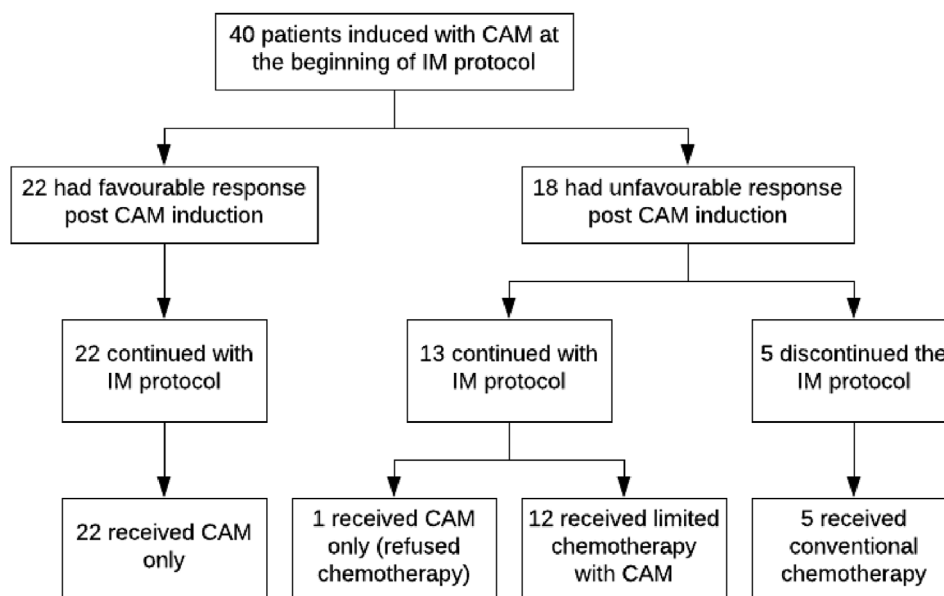 40 patients induced with CAM at
the beginning of IM protocol
22 had favourable response
post CAM induction
18 had unfavourable response
post CAM induction
22 continued with
IM protocol
13 continued with
IM protocol
5 discontinued the
IM protocol
22 received CAM
only
1 received CAM
only (refused
chemotherapy)
12 received limited
chemotherapy
with CAM
5 received
conventional
chemotherapy